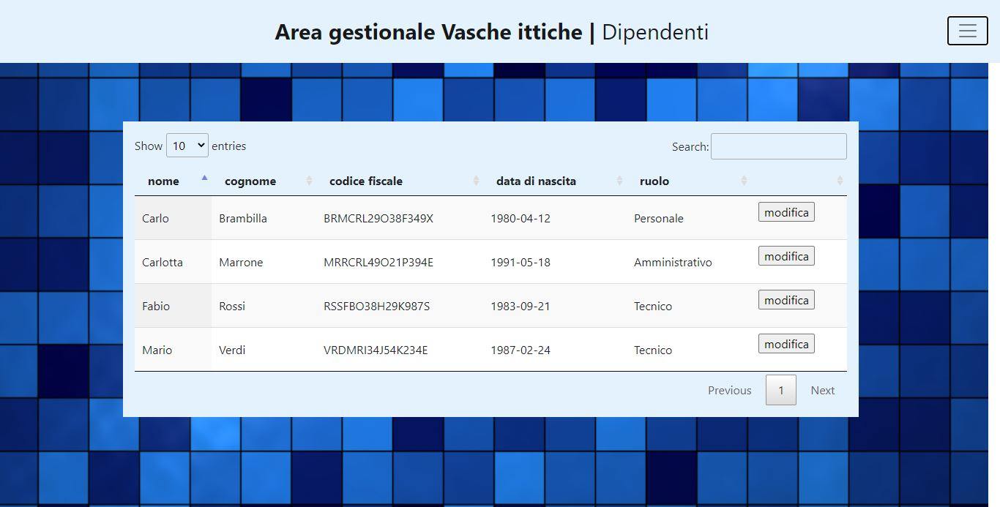 Area gestionale Vasche ittiche | Dipendenti
Show 10 entries Search:
nome cognome codice fiscale data di nascita ruolo
Carlo Brambilla BRMCRL29O38F349X 1980-04-12 Personale modifica
Carlotta Marrone MRRCRL49O21P394E 1991-05-18 Amministrativo modifica
Fabio Rossi RSSFBO38H29K987S 1983-09-21 Tecnico modifica
Mario Verdi VRDMRI34J54K234E 1987-02-24 Tecnico modifica
Previous 1 Next